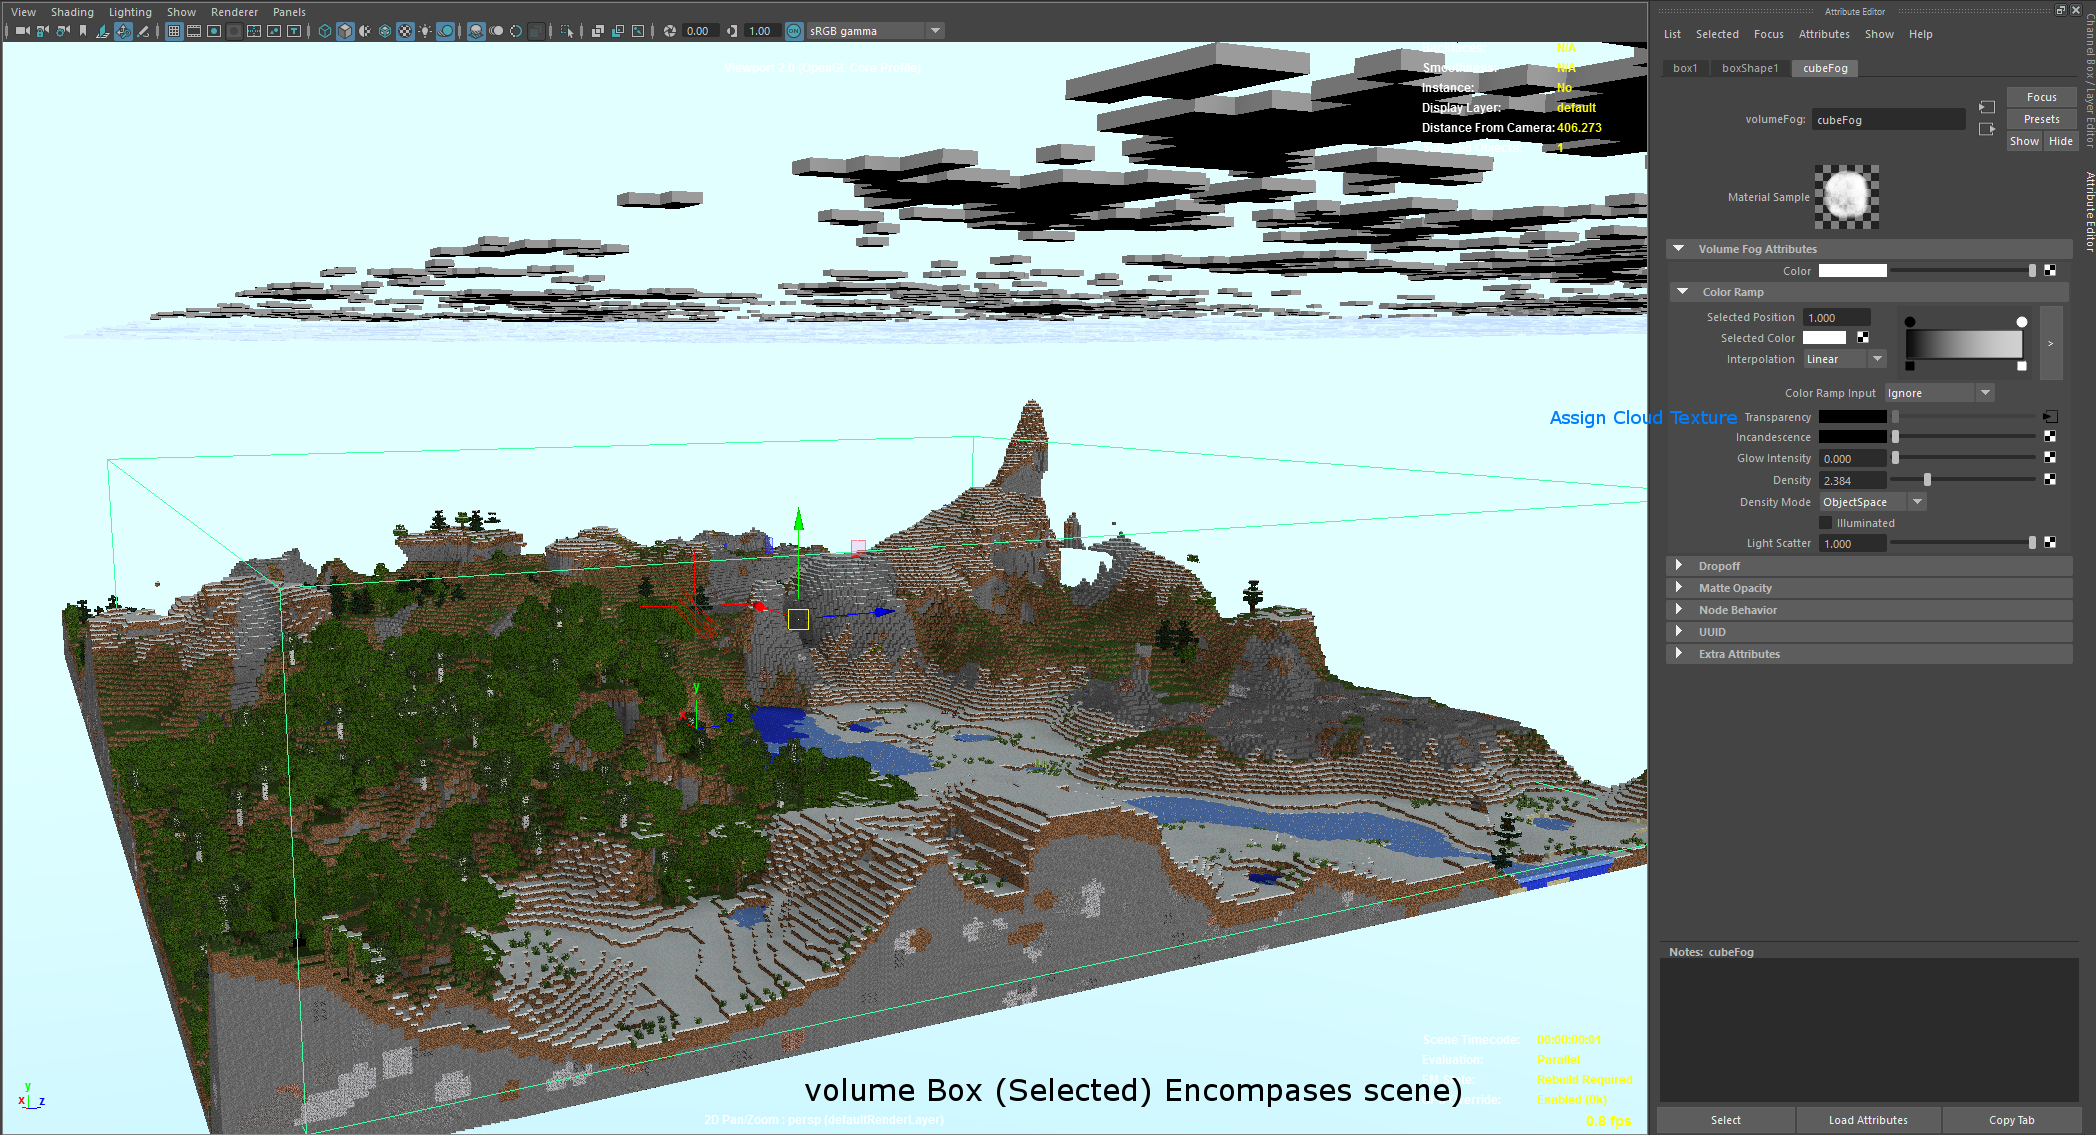 View Shading Lighting Show Renderer Panels
0.00 1.00 ON sRGB gamma
Viewport 2.0 (OpenGL Core Profile)
Backfaces: N/A
Smoothness: N/A
Instance: No
Display Layer: default
Distance From Camera: 406.273
1
Scene Timecode: 00:00:00:01
Evaluation: Parallel
Rebuild Required
Enabled (0k)
0.8 fps
2D Pan/Zoom : persp (defaultRenderLayer)
volume Box (Selected) Encompases scene)
y
x z
y
x z
Assign Cloud Texture
Attribute Editor
List Selected Focus Attributes Show Help
box1 boxShape1 cubeFog
volumeFog: cubeFog
Focus
Presets
Show Hide
Material Sample
Volume Fog Attributes
Color
Color Ramp
Selected Position 1.000
Selected Color
Interpolation Linear
>
Color Ramp Input Ignore
Transparency
Incandescence
Glow Intensity 0.000
Density 2.384
Density Mode ObjectSpace
Illuminated
Light Scatter 1.000
Dropoff
Matte Opacity
Node Behavior
UUID
Extra Attributes
Notes: cubeFog
Select Load Attributes Copy Tab
Channel Box / Layer Editor
Attribute Editor